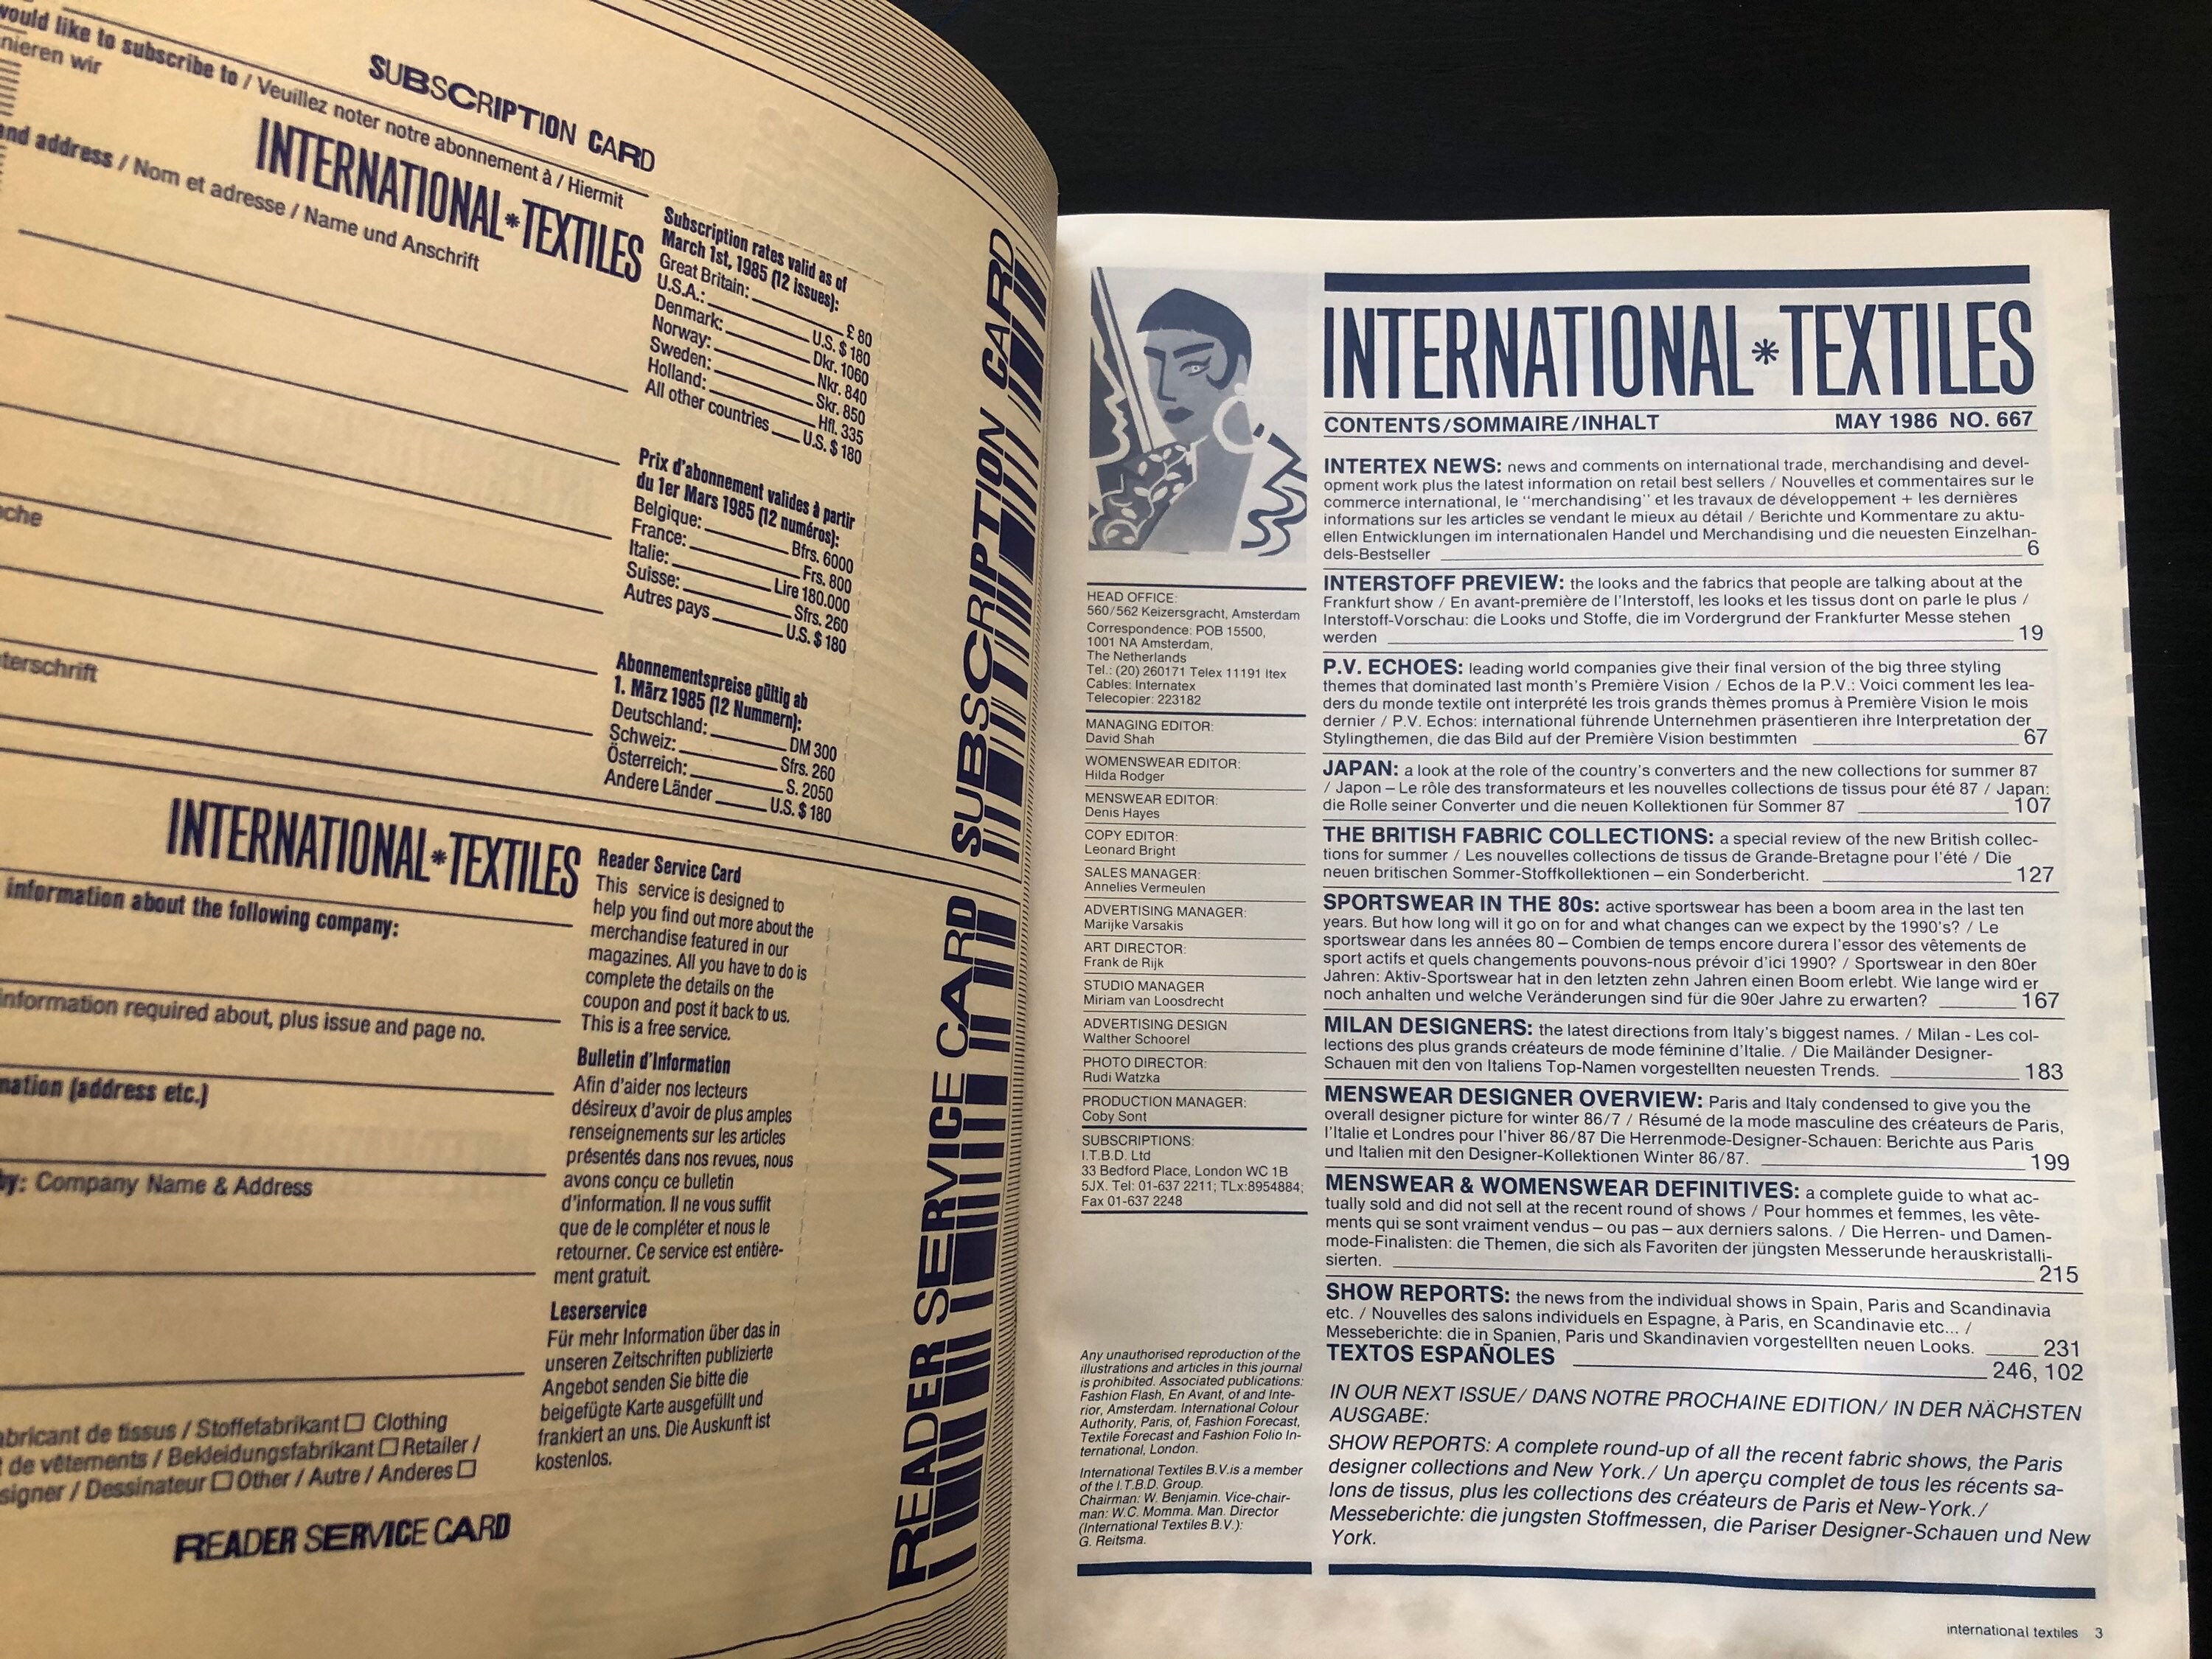 SUBSCRIPTION CARD
would like to subscribe to / Veuillez noter notre abonnement à / Hiermit
nieren wir
INTERNATIONAL*TEXTILES
and address / Nom et adresse / Name und Anschrift
che
terschrift
Subscription rates valid as of
March 1st, 1985 (12 issues):
Great Britain: £ 80
U.S.A.: U.S. $ 180
Denmark: Dkr. 1060
Norway: Nkr. 840
Sweden: Skr. 850
Holland: Hfl. 335
All other countries U.S. $ 180
Prix d'abonnement valides à partir
du 1er Mars 1985 (12 numéros):
Belgique: Bfrs. 6000
France: Frs. 800
Italie: Lire 180.000
Suisse: Sfrs. 260
Autres pays U.S. $ 180
Abonnementspreise gültig ab
1. März 1985 (12 Nummern):
Deutschland: DM 300
Schweiz: Sfrs. 260
Österreich: S. 2050
Andere Länder U.S. $ 180
SUBSCRIPTION CARD
INTERNATIONAL*TEXTILES
information about the following company:
information required about, plus issue and page no.
mation (address etc.)
by: Company Name & Address
abricant de tissus / Stoffefabrikant ☐ Clothing
t de vêtements / Bekleidungsfabrikant ☐ Retailer /
signer / Dessinateur ☐ Other / Autre / Anderes ☐
READER SERVICE CARD
Reader Service Card
This service is designed to
help you find out more about the
merchandise featured in our
magazines. All you have to do is
complete the details on the
coupon and post it back to us.
This is a free service.
Bulletin d'Information
Afin d'aider nos lecteurs
désireux d'avoir de plus amples
renseignements sur les articles
présentés dans nos revues, nous
avons conçu ce bulletin
d'information. Il ne vous suffit
que de le compléter et nous le
retourner. Ce service est entière-
ment gratuit.
Leserservice
Für mehr Information über das in
unseren Zeitschriften publizierte
Angebot senden Sie bitte die
beigefügte Karte ausgefüllt und
frankiert an uns. Die Auskunft ist
kostenlos.
READER SERVICE CARD
HEAD OFFICE:
560/562 Keizersgracht, Amsterdam
Correspondence: POB 15500,
1001 NA Amsterdam,
The Netherlands
Tel.: (20) 260171 Telex 11191 Itex
Cables: Internatex
Telecopier: 223182
MANAGING EDITOR:
David Shah
WOMENSWEAR EDITOR:
Hilda Rodger
MENSWEAR EDITOR:
Denis Hayes
COPY EDITOR:
Leonard Bright
SALES MANAGER:
Annelies Vermeulen
ADVERTISING MANAGER:
Marijke Varsakis
ART DIRECTOR:
Frank de Rijk
STUDIO MANAGER
Miriam van Loosdrecht
ADVERTISING DESIGN
Walther Schoorel
PHOTO DIRECTOR:
Rudi Watzka
PRODUCTION MANAGER:
Coby Sont
SUBSCRIPTIONS:
I.T.B.D. Ltd
33 Bedford Place, London WC 1B
5JX. Tel: 01-637 2211; TLx:8954884;
Fax 01-637 2248
Any unauthorised reproduction of the
illustrations and articles in this journal
is prohibited. Associated publications:
Fashion Flash, En Avant, of and Inte-
rior, Amsterdam. International Colour
Authority, Paris, of, Fashion Forecast,
Textile Forecast and Fashion Folio In-
ternational, London.
International Textiles B.V.is a member
of the I.T.B.D. Group.
Chairman: W. Benjamin. Vice-chair-
man: W.C. Momma. Man. Director
(International Textiles B.V.):
G. Reitsma.
INTERNATIONAL*TEXTILES
CONTENTS/SOMMAIRE/INHALT MAY 1986 NO. 667
INTERTEX NEWS: news and comments on international trade, merchandising and devel-
opment work plus the latest information on retail best sellers / Nouvelles et commentaires sur le
commerce international, le ''merchandising'' et les travaux de développement + les dernières
informations sur les articles se vendant le mieux au détail / Berichte und Kommentare zu aktu-
ellen Entwicklungen im internationalen Handel und Merchandising und die neuesten Einzelhan-
dels-Bestseller 6
INTERSTOFF PREVIEW: the looks and the fabrics that people are talking about at the
Frankfurt show / En avant-première de l'Interstoff, les looks et les tissus dont on parle le plus /
Interstoff-Vorschau: die Looks und Stoffe, die im Vordergrund der Frankfurter Messe stehen
werden 19
P.V. ECHOES: leading world companies give their final version of the big three styling
themes that dominated last month's Première Vision / Echos de la P.V.: Voici comment les lea-
ders du monde textile ont interprété les trois grands thèmes promus à Première Vision le mois
dernier / P.V. Echos: international führende Unternehmen präsentieren ihre Interpretation der
Stylingthemen, die das Bild auf der Première Vision bestimmten 67
JAPAN: a look at the role of the country's converters and the new collections for summer 87
/ Japon – Le rôle des transformateurs et les nouvelles collections de tissus pour été 87 / Japan:
die Rolle seiner Converter und die neuen Kollektionen für Sommer 87 107
THE BRITISH FABRIC COLLECTIONS: a special review of the new British collec-
tions for summer / Les nouvelles collections de tissus de Grande-Bretagne pour l'été / Die
neuen britischen Sommer-Stoffkollektionen – ein Sonderbericht. 127
SPORTSWEAR IN THE 80s: active sportswear has been a boom area in the last ten
years. But how long will it go on for and what changes can we expect by the 1990's? / Le
sportswear dans les années 80 – Combien de temps encore durera l'essor des vêtements de
sport actifs et quels changements pouvons-nous prévoir d'ici 1990? / Sportswear in den 80er
Jahren: Aktiv-Sportswear hat in den letzten zehn Jahren einen Boom erlebt. Wie lange wird er
noch anhalten und welche Veränderungen sind für die 90er Jahre zu erwarten? 167
MILAN DESIGNERS: the latest directions from Italy's biggest names. / Milan - Les col-
lections des plus grands créateurs de mode féminine d'Italie. / Die Mailänder Designer-
Schauen mit den von Italiens Top-Namen vorgestellten neuesten Trends. 183
MENSWEAR DESIGNER OVERVIEW: Paris and Italy condensed to give you the
overall designer picture for winter 86/7 / Résumé de la mode masculine des créateurs de Paris,
l'Italie et Londres pour l'hiver 86/87 Die Herrenmode-Designer-Schauen: Berichte aus Paris
und Italien mit den Designer-Kollektionen Winter 86/87. 199
MENSWEAR & WOMENSWEAR DEFINITIVES: a complete guide to what ac-
tually sold and did not sell at the recent round of shows / Pour hommes et femmes, les vête-
ments qui se sont vraiment vendus – ou pas – aux derniers salons. / Die Herren- und Damen-
mode-Finalisten: die Themen, die sich als Favoriten der jüngsten Messerunde herauskristalli-
sierten. 215
SHOW REPORTS: the news from the individual shows in Spain, Paris and Scandinavia
etc. / Nouvelles des salons individuels en Espagne, à Paris, en Scandinavie etc... /
Messeberichte: die in Spanien, Paris und Skandinavien vorgestellten neuen Looks. 231
TEXTOS ESPAÑOLES 246, 102
IN OUR NEXT ISSUE/ DANS NOTRE PROCHAINE EDITION/ IN DER NÄCHSTEN
AUSGABE:
SHOW REPORTS: A complete round-up of all the recent fabric shows, the Paris
designer collections and New York./ Un aperçu complet de tous les récents sa-
lons de tissus, plus les collections des créateurs de Paris et New-York./
Messeberichte: die jungsten Stoffmessen, die Pariser Designer-Schauen und New
York.
international textiles 3